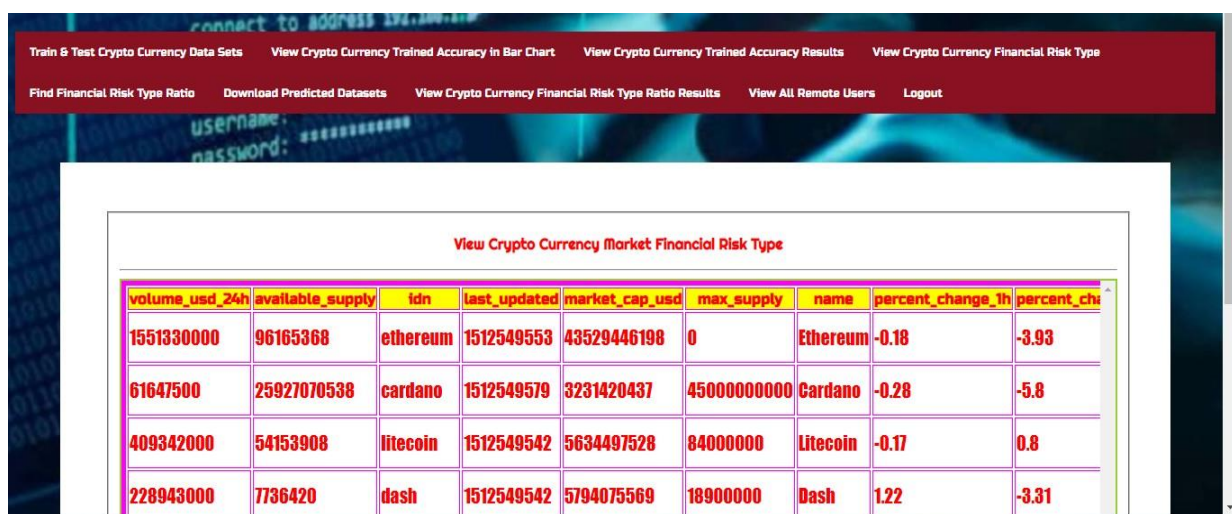 connect to address 192.168.1.
Train & Test Crypto Currency Data Sets View Crypto Currency Trained Accuracy in Bar Chart View Crypto Currency Trained Accuracy Results View Crypto Currency Financial Risk Type
Find Financial Risk Type Ratio Download Predicted Datasets View Crypto Currency Financial Risk Type Ratio Results View All Remote Users Logout
username:
password: ***********
View Crypto Currency Market Financial Risk Type
volume_usd_24h available_supply idn last_updated market_cap_usd max_supply name percent_change_1h percent_cha
1551330000 96165368 ethereum 1512549553 43529446198 0 Ethereum -0.18 -3.93
61647500 25927070538 cardano 1512549579 3231420437 45000000000 Cardano -0.28 -5.8
409342000 54153908 litecoin 1512549542 5634497528 84000000 Litecoin -0.17 0.8
228943000 7736420 dash 1512549542 5794075569 18900000 Dash 1.22 -3.31